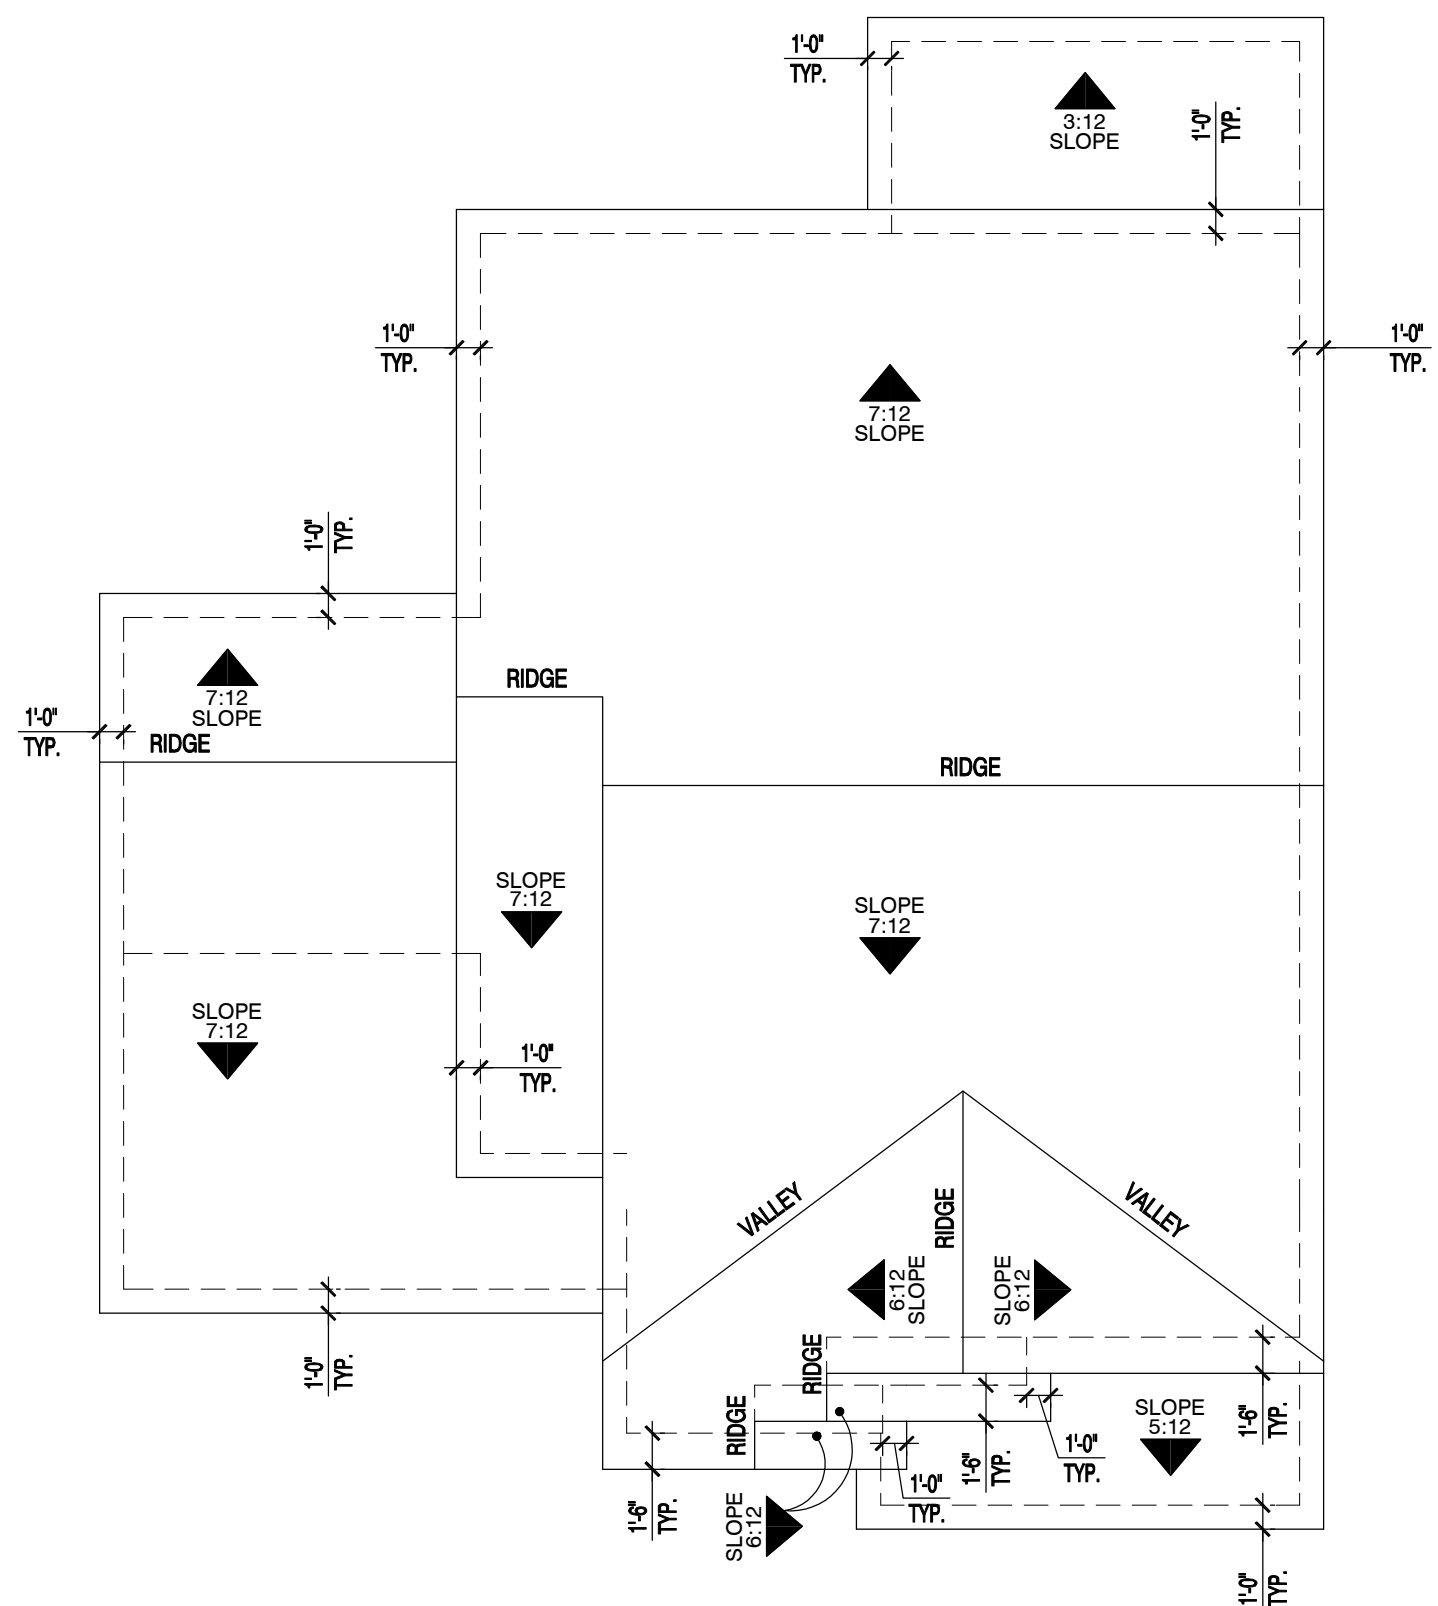 1'-0"
TYP.
3:12
SLOPE
1'-0"
TYP.
1'-0"
TYP.
1'-0"
TYP.
7:12
SLOPE
1'-0"
TYP.
7:12
SLOPE
1'-0"
TYP.
RIDGE
RIDGE
RIDGE
SLOPE
7:12
SLOPE
7:12
SLOPE
7:12
1'-0"
TYP.
VALLEY
RIDGE
VALLEY
6:12
SLOPE
SLOPE
6:12
1'-0"
TYP.
RIDGE
RIDGE
SLOPE
5:12
1'-6"
TYP.
1'-0"
TYP.
1'-6"
TYP.
1'-0"
TYP.
1'-6"
TYP.
SLOPE
6:12
1'-0"
TYP.